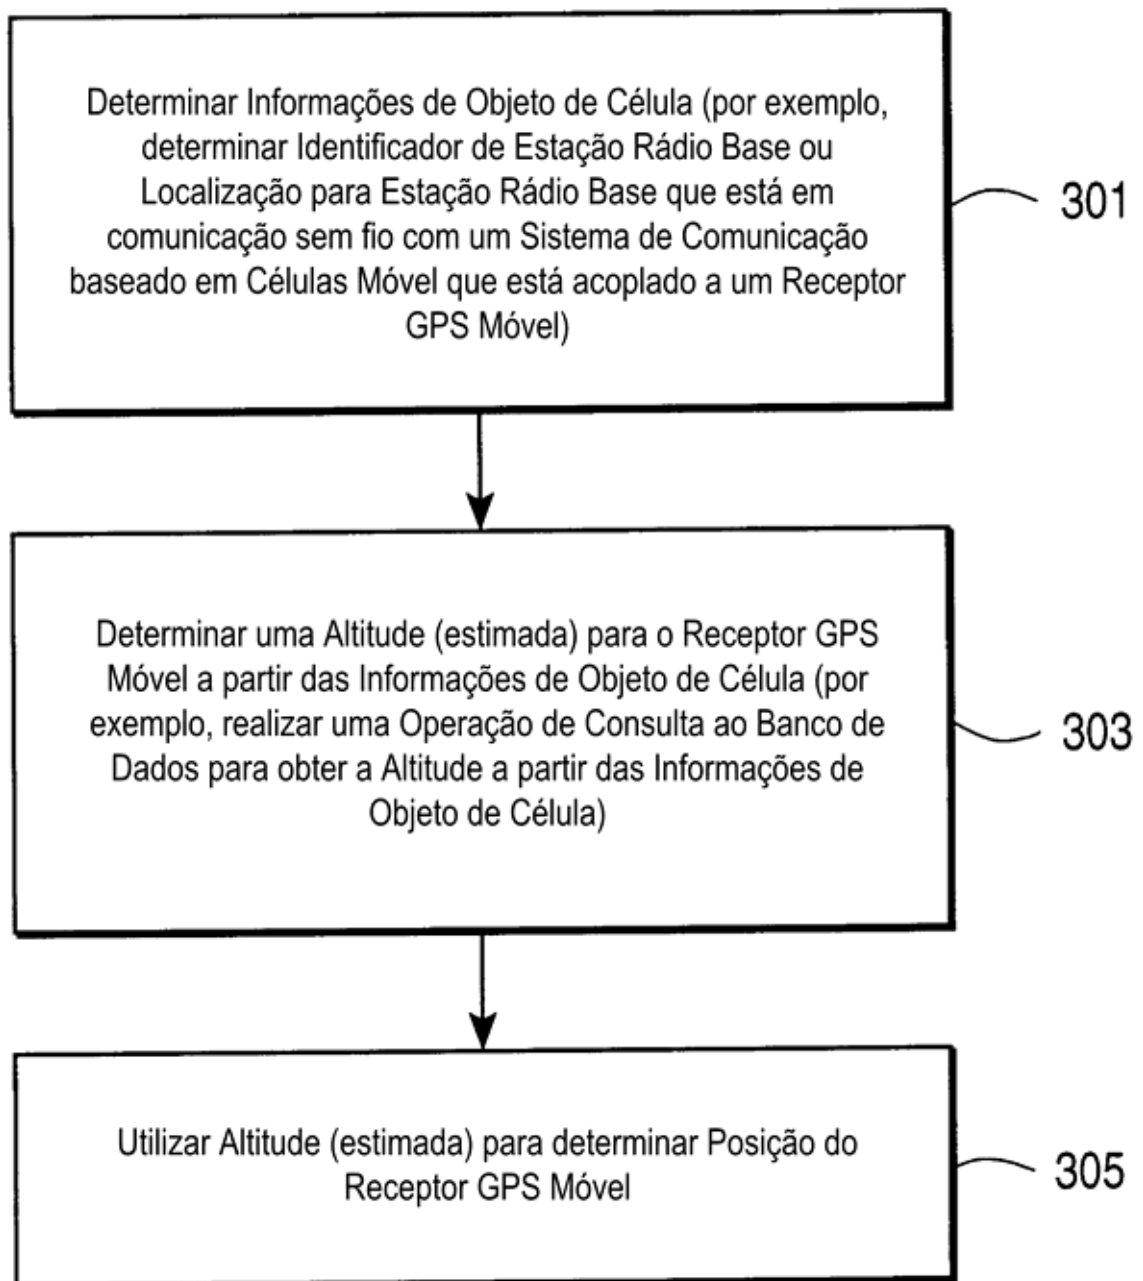 Determinar Informações de Objeto de Célula (por exemplo,
determinar Identificador de Estação Rádio Base ou
Localização para Estação Rádio Base que está em
comunicação sem fio com um Sistema de Comunicação
baseado em Células Móvel que está acoplado a um Receptor
GPS Móvel)
301
Determinar uma Altitude (estimada) para o Receptor GPS
Móvel a partir das Informações de Objeto de Célula (por
exemplo, realizar uma Operação de Consulta ao Banco de
Dados para obter a Altitude a partir das Informações de
Objeto de Célula)
303
Utilizar Altitude (estimada) para determinar Posição do
Receptor GPS Móvel
305